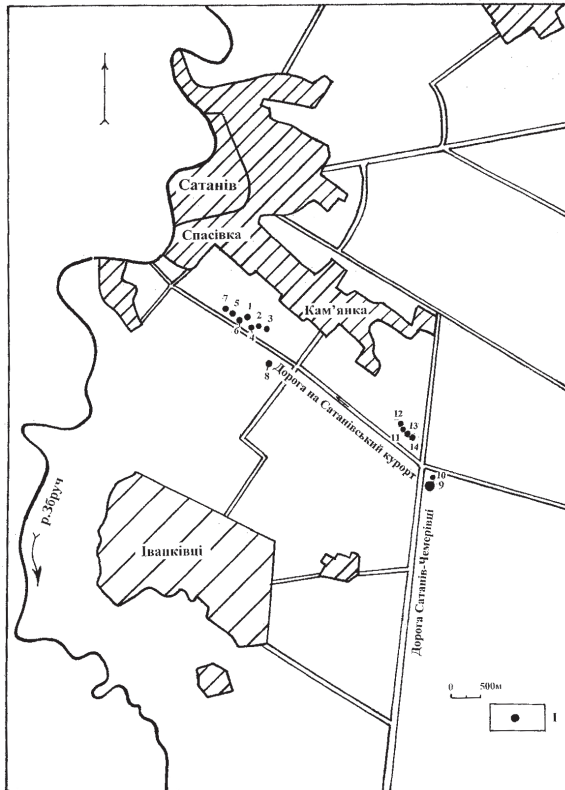 Сатанів
Спасівка
Кам’янка
7 5 1 2 3
6 4
8
Дорога на Сатанівський курорт
12 13
11 14
10
9
р.Збруч
Іванківці
Дорога Сатанів-Чемерівці
0 500м
I